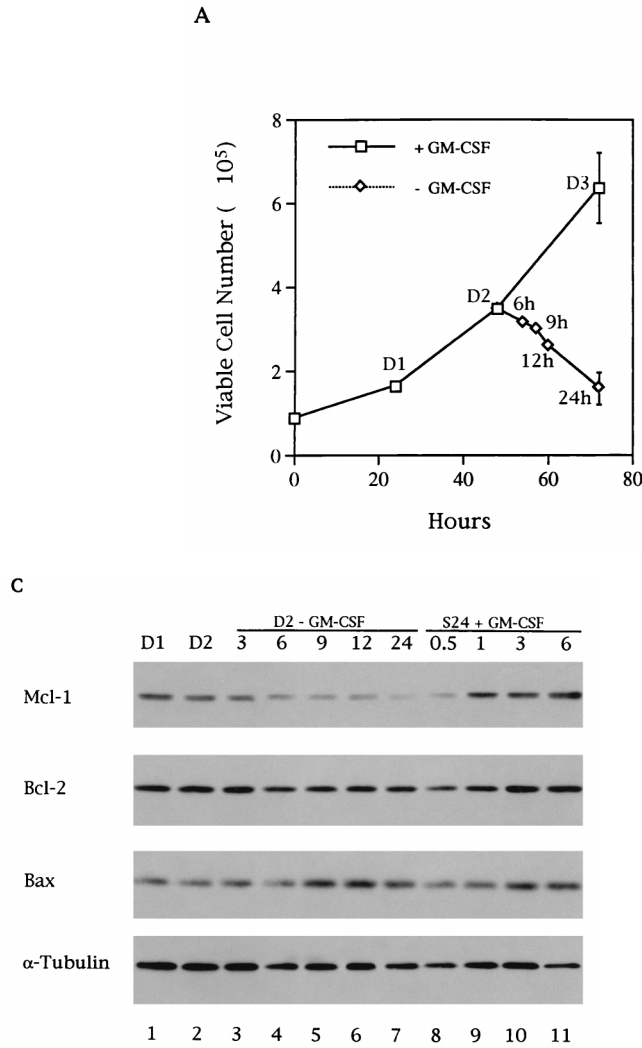 A
8
+ GM-CSF
- GM-CSF
D3
6
Viable Cell Number ( 10⁵)
4
D2
6h
9h
12h
D1
2
24h
0
0 20 40 60 80
Hours
C
D2 - GM-CSF S24 + GM-CSF
D1 D2 3 6 9 12 24 0.5 1 3 6
Mcl-1
Bcl-2
Bax
α-Tubulin
1 2 3 4 5 6 7 8 9 10 11